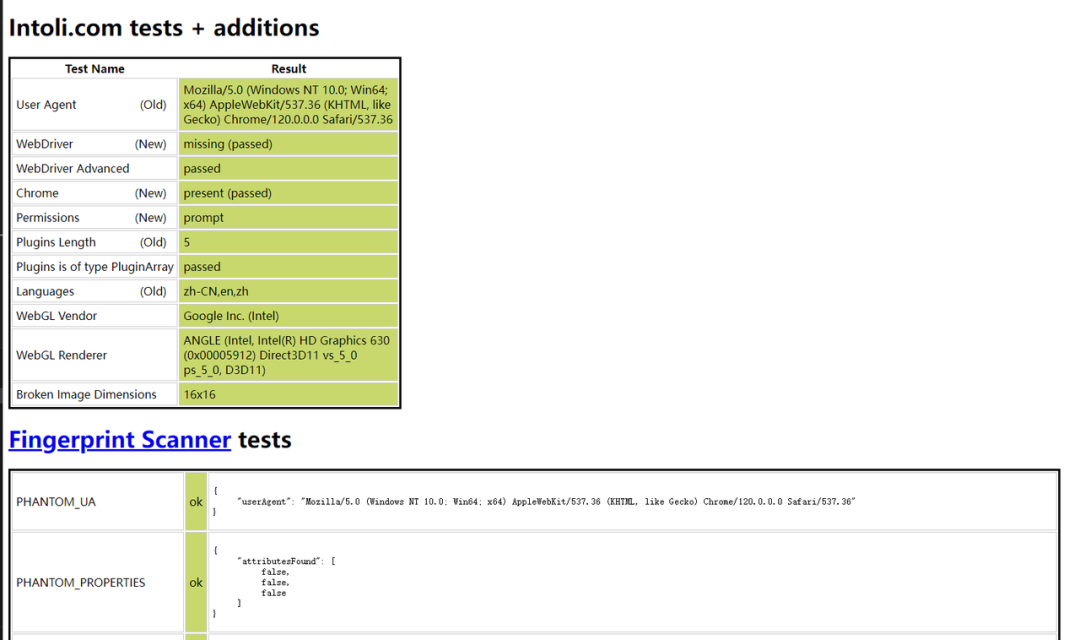 Intoli.com tests + additions
Test Name Result
User Agent (Old) Mozilla/5.0 (Windows NT 10.0; Win64;
x64) AppleWebKit/537.36 (KHTML, like
Gecko) Chrome/120.0.0.0 Safari/537.36
WebDriver (New) missing (passed)
WebDriver Advanced passed
Chrome (New) present (passed)
Permissions (New) prompt
Plugins Length (Old) 5
Plugins is of type PluginArray passed
Languages (Old) zh-CN,en,zh
WebGL Vendor Google Inc. (Intel)
WebGL Renderer ANGLE (Intel, Intel(R) HD Graphics 630
(0x00005912) Direct3D11 vs_5_0
ps_5_0, D3D11)
Broken Image Dimensions 16x16
Fingerprint Scanner tests
PHANTOM_UA ok {
"userAgent": "Mozilla/5.0 (Windows NT 10.0; Win64; x64) AppleWebKit/537.36 (KHTML, like Gecko) Chrome/120.0.0.0 Safari/537.36"
}
PHANTOM_PROPERTIES ok {
"attributesFound": [
false,
false,
false
]
}